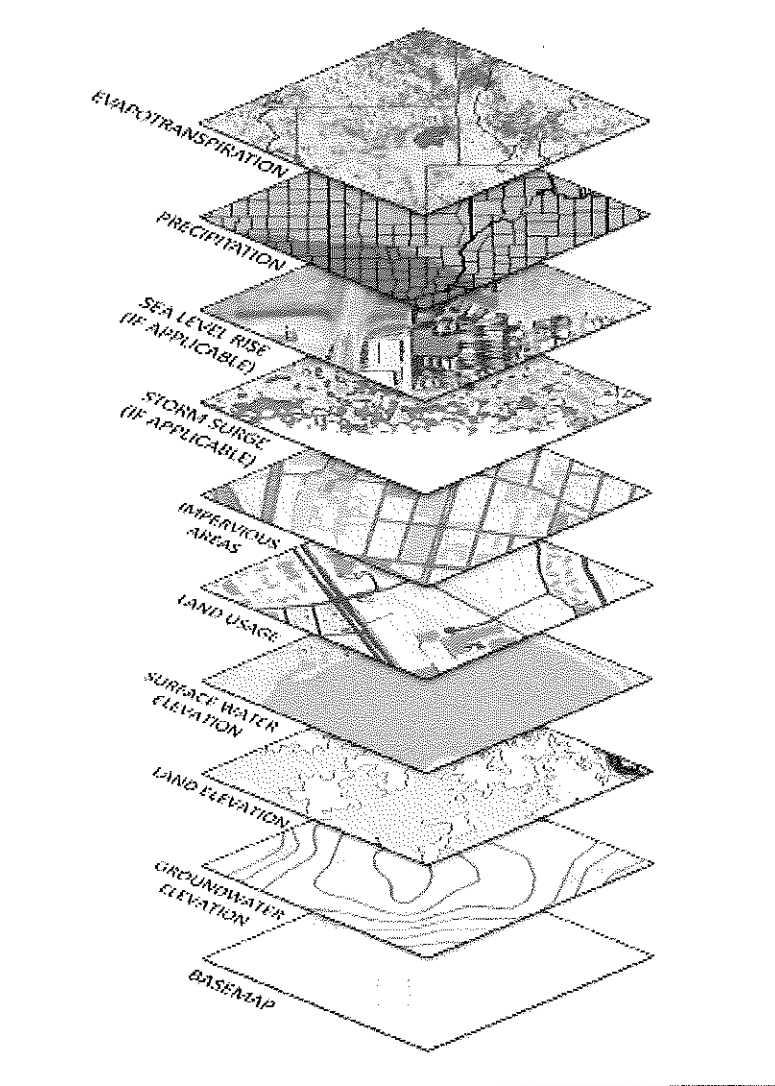 EVAPOTRANSPIRATION
PRECIPITATION
SEA LEVEL RISE
(IF APPLICABLE)
STORM SURGE
(IF APPLICABLE)
IMPERVIOUS
AREAS
LAND USAGE
SURFACE WATER
ELEVATION
LAND ELEVATION
GROUNDWATER
ELEVATION
BASEMAP